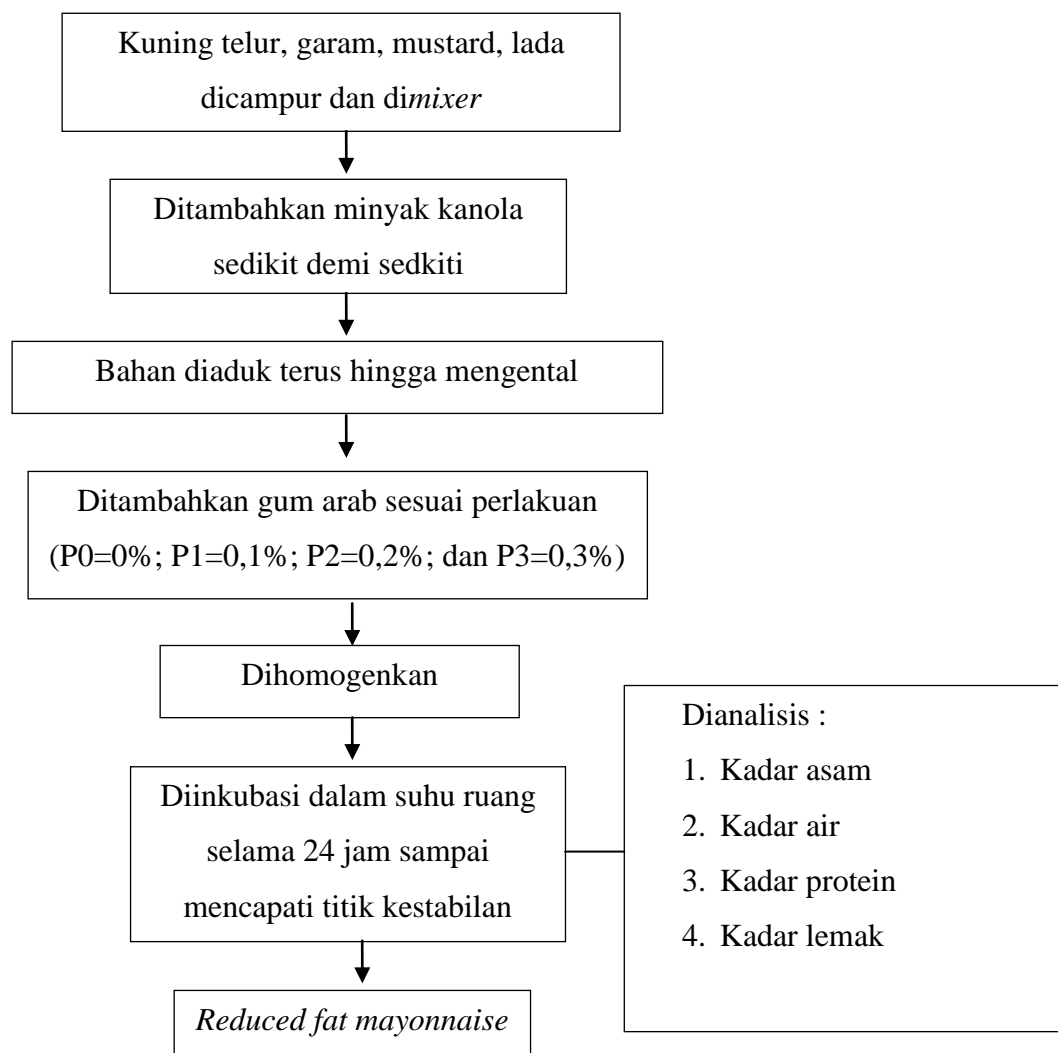 Kuning telur, garam, mustard, lada
dicampur dan dimixer
Ditambahkan minyak kanola
sedikit demi sedkiti
Bahan diaduk terus hingga mengental
Ditambahkan gum arab sesuai perlakuan
(P0=0%; P1=0,1%; P2=0,2%; dan P3=0,3%)
Dihomogenkan
Diinkubasi dalam suhu ruang
selama 24 jam sampai
mencapati titik kestabilan
Dianalisis :
1. Kadar asam
2. Kadar air
3. Kadar protein
4. Kadar lemak
Reduced fat mayonnaise